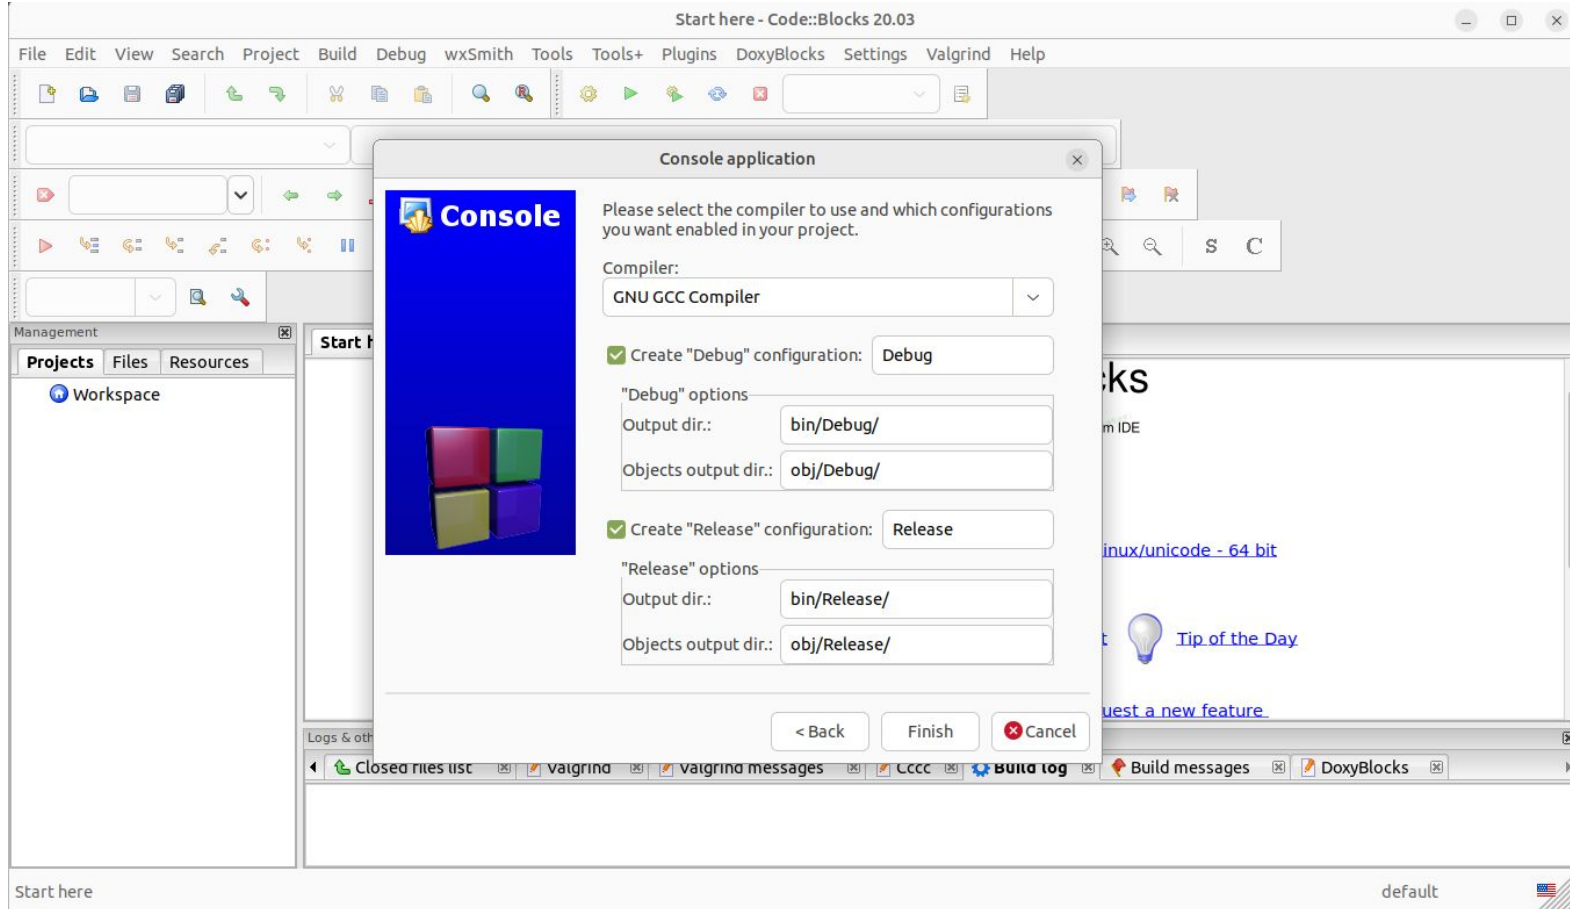 Start here - Code::Blocks 20.03
File Edit View Search Project Build Debug wxSmith Tools Tools+ Plugins DoxyBlocks Settings Valgrind Help
Console application
Console
Please select the compiler to use and which configurations
you want enabled in your project.
S C
Compiler:
GNU GCC Compiler
Management
Start h
Projects Files Resources
Create "Debug" configuration: Debug
Workspace
"Debug" options
cks
Output dir.: bin/Debug/
m IDE
Objects output dir.: obj/Debug/
Create "Release" configuration: Release
inux/unicode - 64 bit
"Release" options
Output dir.: bin/Release/
Objects output dir.: obj/Release/
t Tip of the Day
uest a new feature
< Back Finish Cancel
Logs & oth
Closed files list Valgrind Valgrind messages Cccc Build log Build messages DoxyBlocks
Start here default